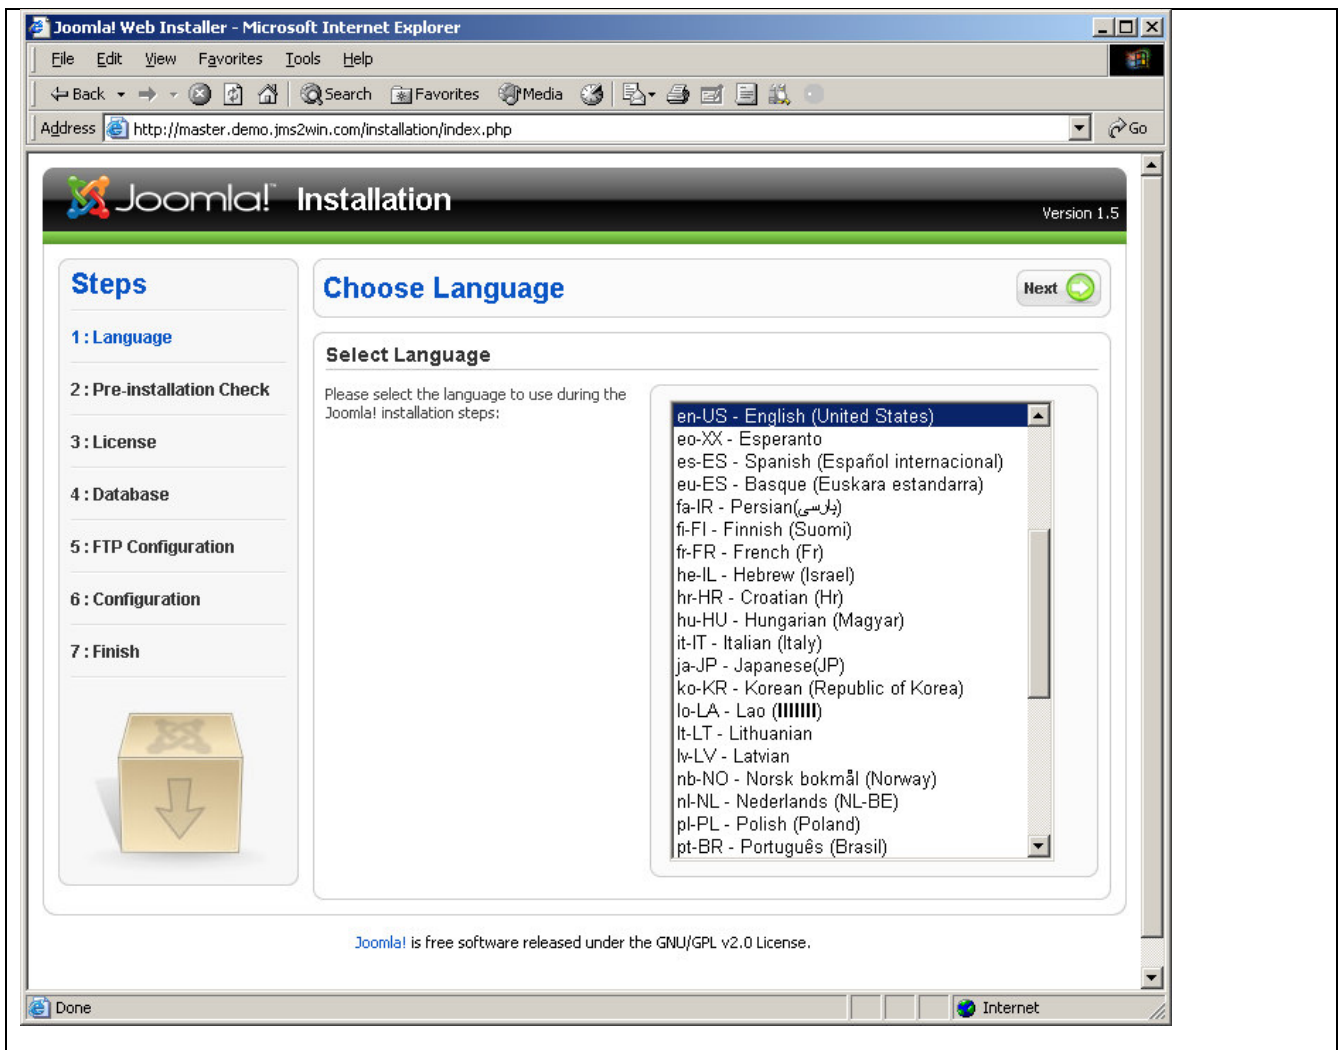 Joomla! Web Installer - Microsoft Internet Explorer
File Edit View Favorites Tools Help
Back Search Favorites Media
Address http://master.demo.jms2win.com/installation/index.php Go
Joomla!™ Installation
Version 1.5
Steps
1 : Language
2 : Pre-installation Check
3 : License
4 : Database
5 : FTP Configuration
6 : Configuration
7 : Finish
Choose Language
Next
Select Language
Please select the language to use during the
Joomla! installation steps:
en-US - English (United States)
eo-XX - Esperanto
es-ES - Spanish (Español internacional)
eu-ES - Basque (Euskara estandarra)
fa-IR - Persian(پارسی)
fi-FI - Finnish (Suomi)
fr-FR - French (Fr)
he-IL - Hebrew (Israel)
hr-HR - Croatian (Hr)
hu-HU - Hungarian (Magyar)
it-IT - Italian (Italy)
ja-JP - Japanese(JP)
ko-KR - Korean (Republic of Korea)
lo-LA - Lao
lt-LT - Lithuanian
lv-LV - Latvian
nb-NO - Norsk bokmål (Norway)
nl-NL - Nederlands (NL-BE)
pl-PL - Polish (Poland)
pt-BR - Português (Brasil)
Joomla! is free software released under the GNU/GPL v2.0 License.
Done Internet